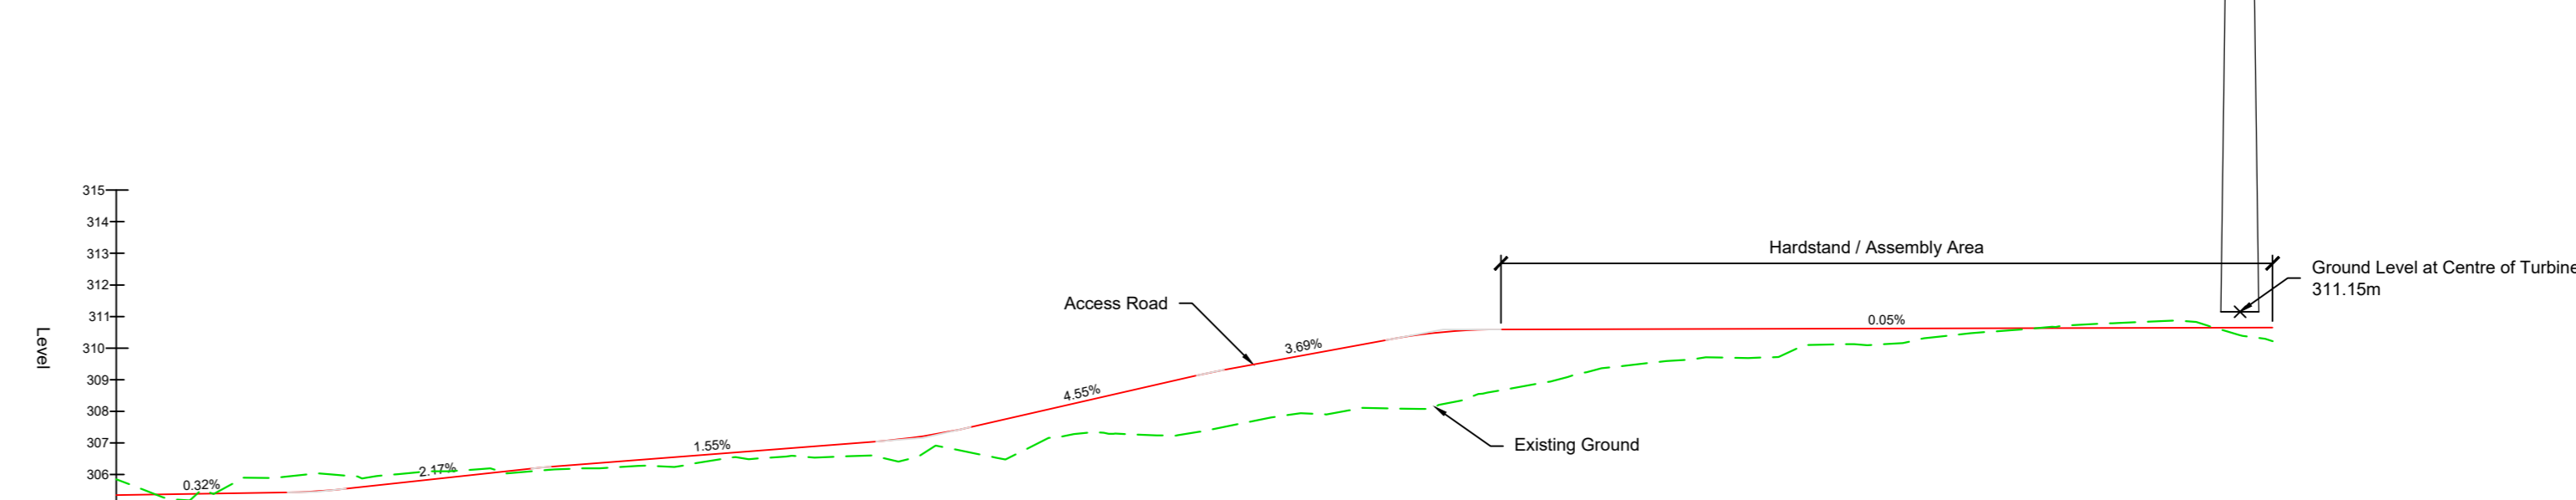 315
314
313
Hardstand / Assembly Area
312
Ground Level at Centre of Turbine
311.15m
Access Road
311
0.05%
Level
310
3.69%
309
4.55%
308
307
1.55%
Existing Ground
306
2.17%
0.32%